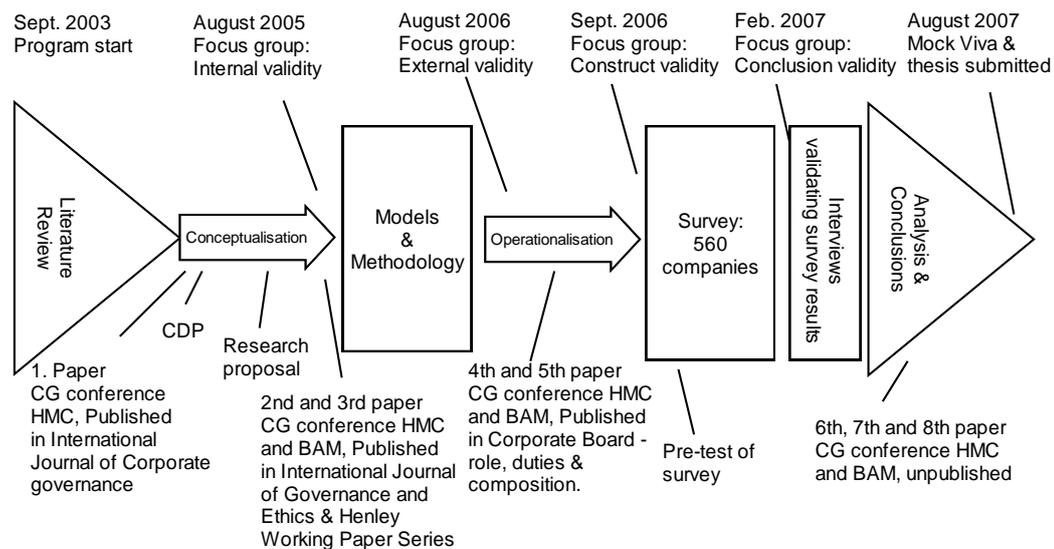 Sept. 2003
Program start
August 2005
Focus group:
Internal validity
August 2006
Focus group:
External validity
Sept. 2006
Focus group:
Construct validity
Feb. 2007
Focus group:
Conclusion validity
August 2007
Mock Viva &
thesis submitted
Literature
Review
Conceptualisation
Models
&
Methodology
Operationalisation
Survey:
560
companies
Interviews
validating survey results
Analysis &
Conclusions
1. Paper
CG conference
HMC, Published
in International
Journal of Corporate
governance
CDP
Research
proposal
2nd and 3rd paper
CG conference HMC
and BAM, Published
in International Journal
of Governance and
Ethics & Henley
Working Paper Series
4th and 5th paper
CG conference HMC
and BAM, Published
in Corporate Board -
role, duties &
composition.
Pre-test of
survey
6th, 7th and 8th paper
CG conference HMC
and BAM, unpublished